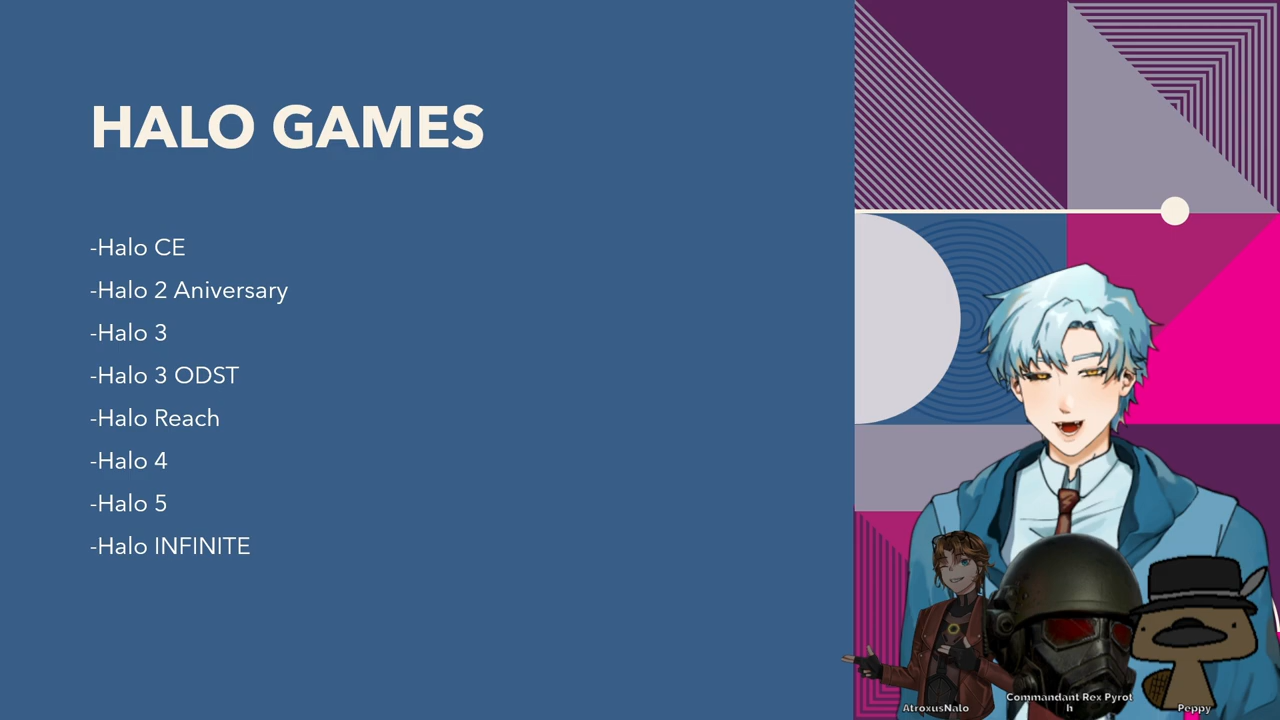 HALO GAMES
-Halo CE
-Halo 2 Aniversary
-Halo 3
-Halo 3 ODST
-Halo Reach
-Halo 4
-Halo 5
-Halo INFINITE
AtroxusNalo
Commandant Rex Pyrot
h
Peppy